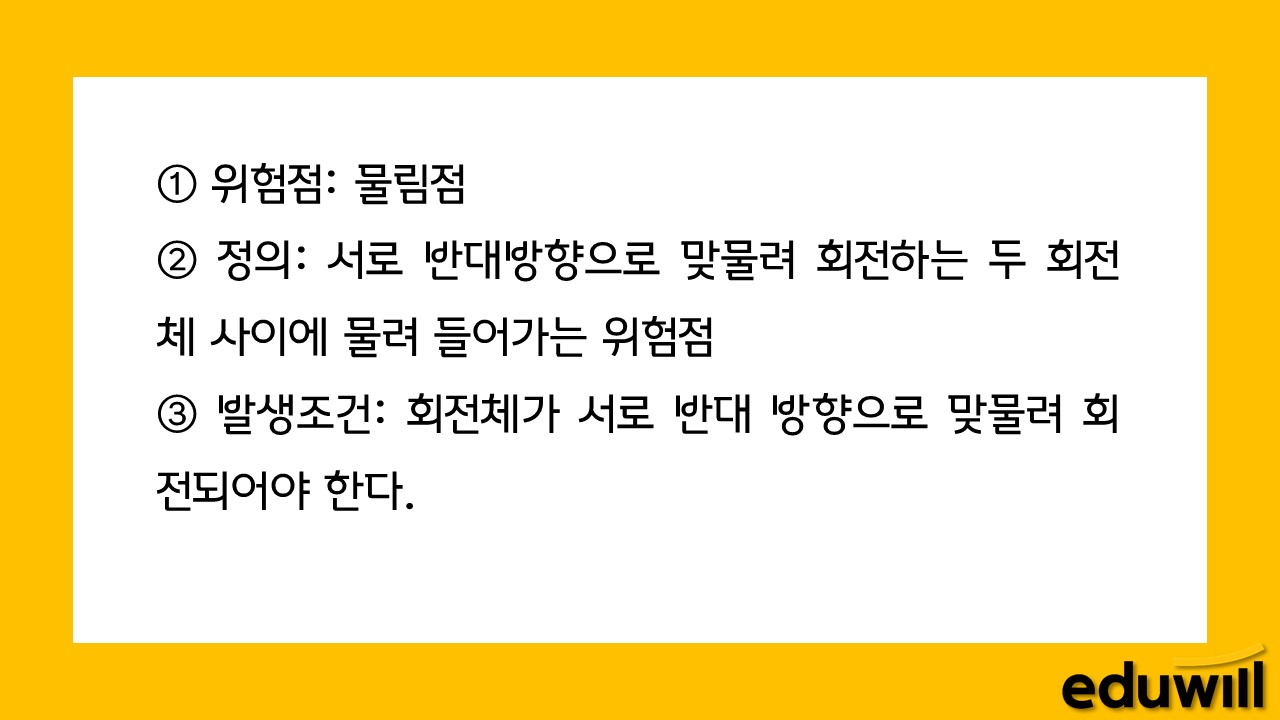 ① 위험점: 물림점
② 정의: 서로 반대방향으로 맞물려 회전하는 두 회전
체 사이에 물려 들어가는 위험점
③ 발생조건: 회전체가 서로 반대 방향으로 맞물려 회
전되어야 한다.
eduwill